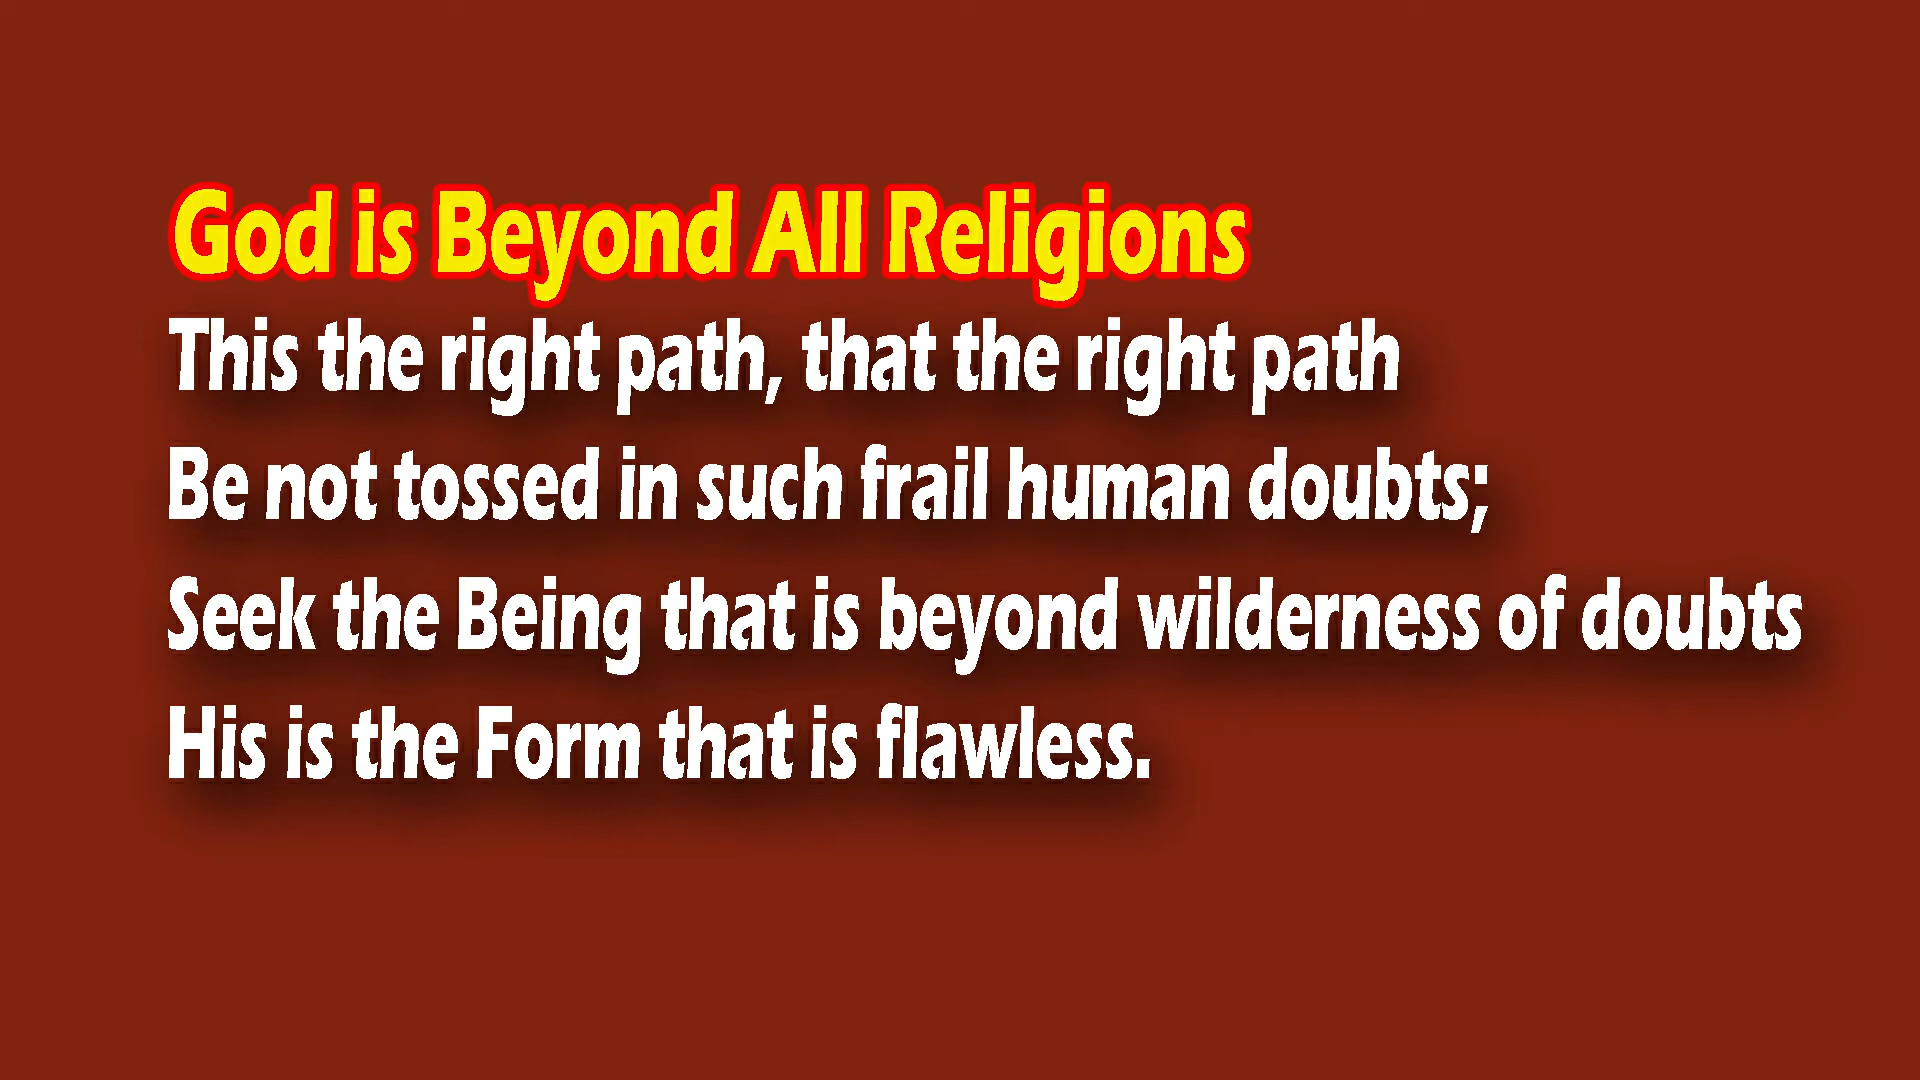 God is Beyond All Religions
This the right path, that the right path
Be not tossed in such frail human doubts;
Seek the Being that is beyond wilderness of doubts
His is the Form that is flawless.